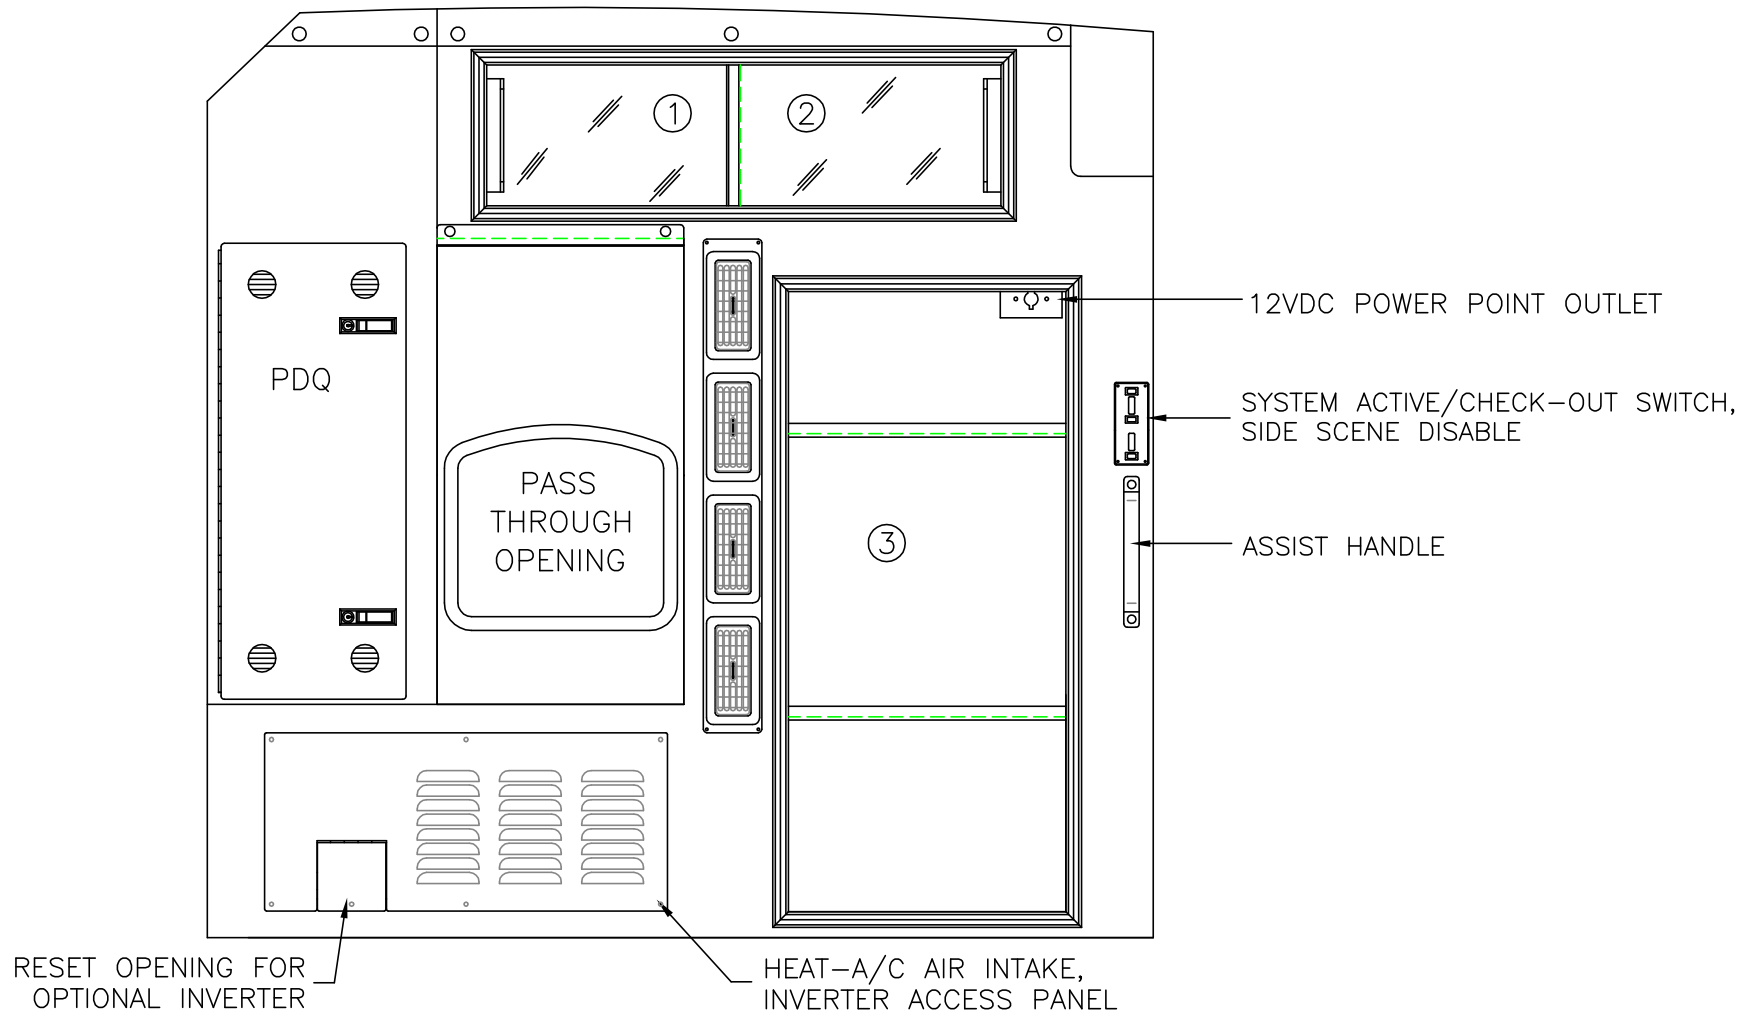 1
2
12VDC POWER POINT OUTLET
PDQ
SYSTEM ACTIVE/CHECK-OUT SWITCH,
SIDE SCENE DISABLE
PASS
THROUGH
OPENING
3
ASSIST HANDLE
RESET OPENING FOR
OPTIONAL INVERTER
HEAT-A/C AIR INTAKE,
INVERTER ACCESS PANEL